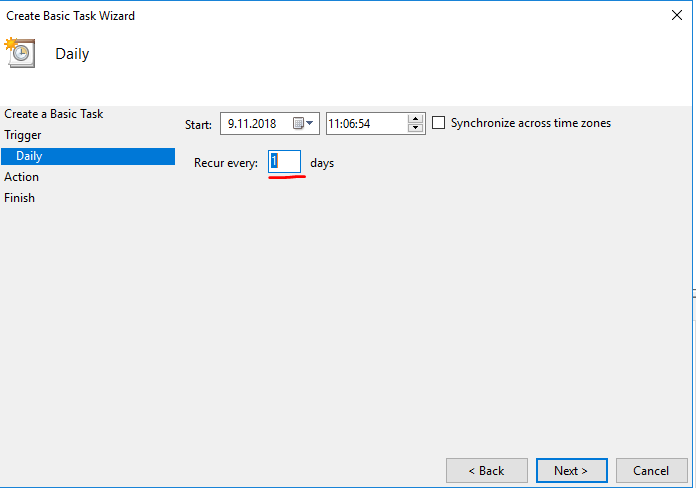 Create Basic Task Wizard
Daily
Create a Basic Task
Trigger
Daily
Action
Finish
Start: 9.11.2018 11:06:54 Synchronize across time zones
Recur every: 1 days
< Back Next > Cancel